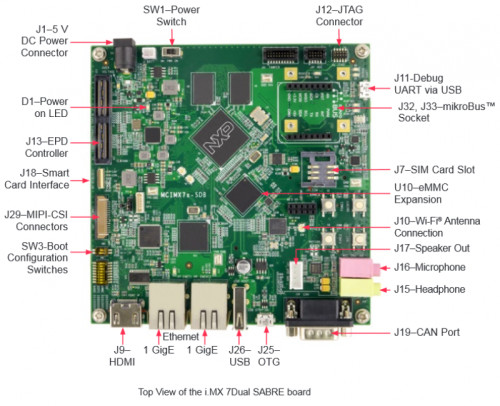 SW1–Power
Switch
J12–JTAG
Connector
J1–5 V
DC Power
Connector
J11-Debug
UART via USB
D1–Power
on LED
J32, J33–mikroBus™
Socket
J13–EPD
Controller
NXP
J7–SIM Card Slot
J18–Smart
Card Interface
MCIMX7s-SDB
U10–eMMC
Expansion
J29–MIPI-CSI
Connectors
J10–Wi-Fi® Antenna
Connection
SW3-Boot
Configuration
Switches
J17–Speaker Out
J16–Microphone
J15–Headphone
J19–CAN Port
Ethernet
J9–
HDMI
1 GigE
1 GigE
J26–
USB
J25–
OTG
Top View of the i.MX 7Dual SABRE board